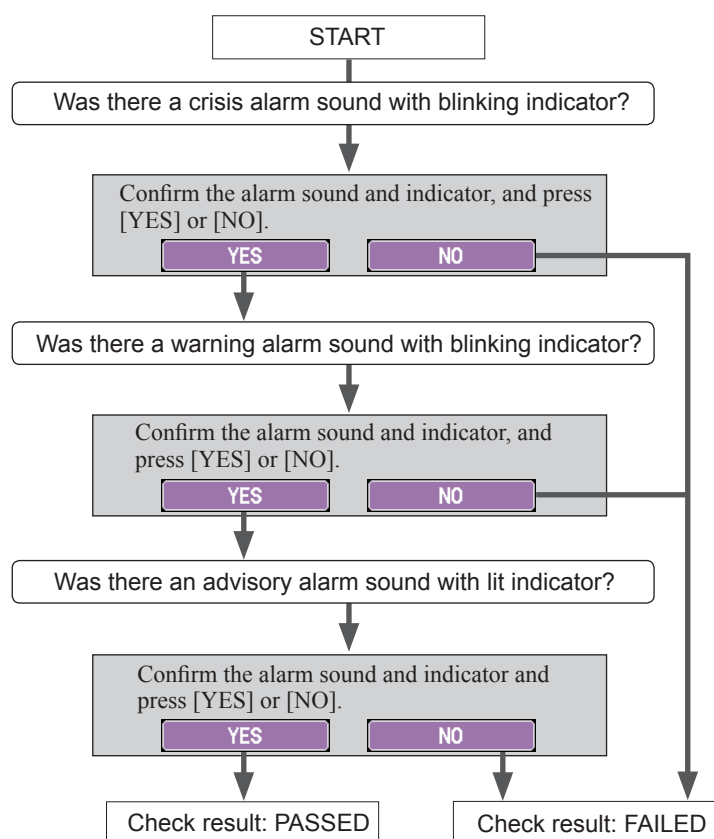 START
Was there a crisis alarm sound with blinking indicator?
Confirm the alarm sound and indicator, and press
[YES] or [NO].
YES NO
Was there a warning alarm sound with blinking indicator?
Confirm the alarm sound and indicator, and
press [YES] or [NO].
YES NO
Was there an advisory alarm sound with lit indicator?
Confirm the alarm sound and indicator and
press [YES] or [NO].
YES NO
Check result: PASSED Check result: FAILED